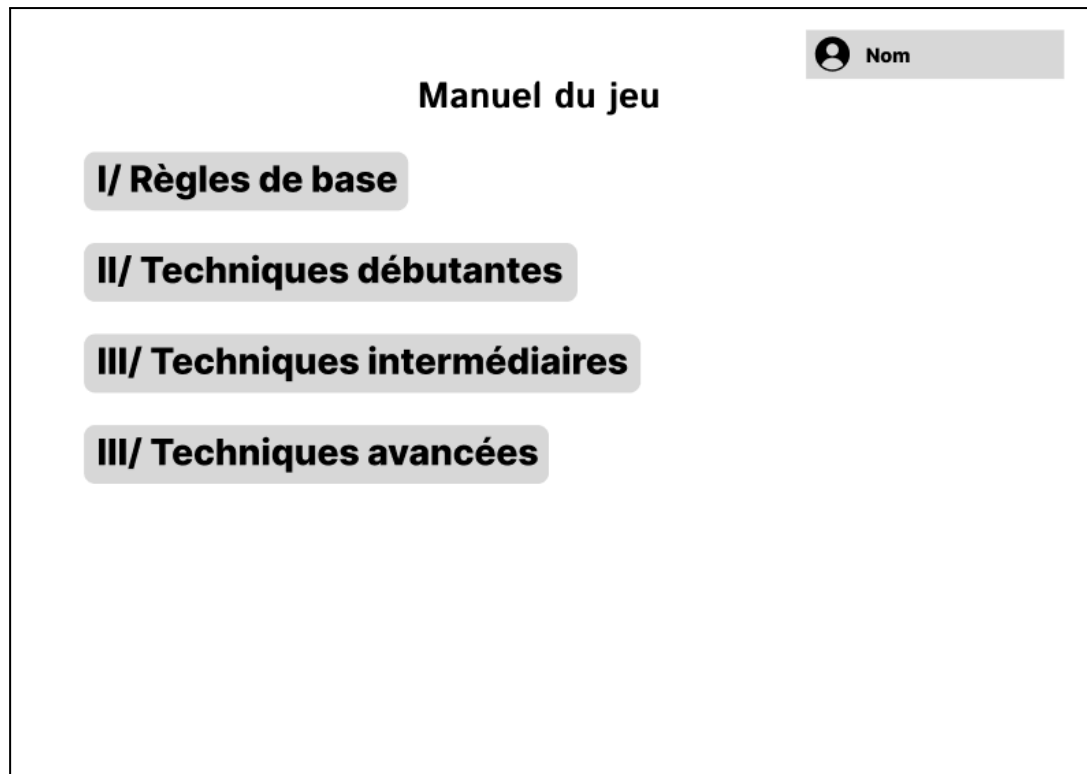 Nom
Manuel du jeu
I/ Règles de base
II/ Techniques débutantes
III/ Techniques intermédiaires
III/ Techniques avancées